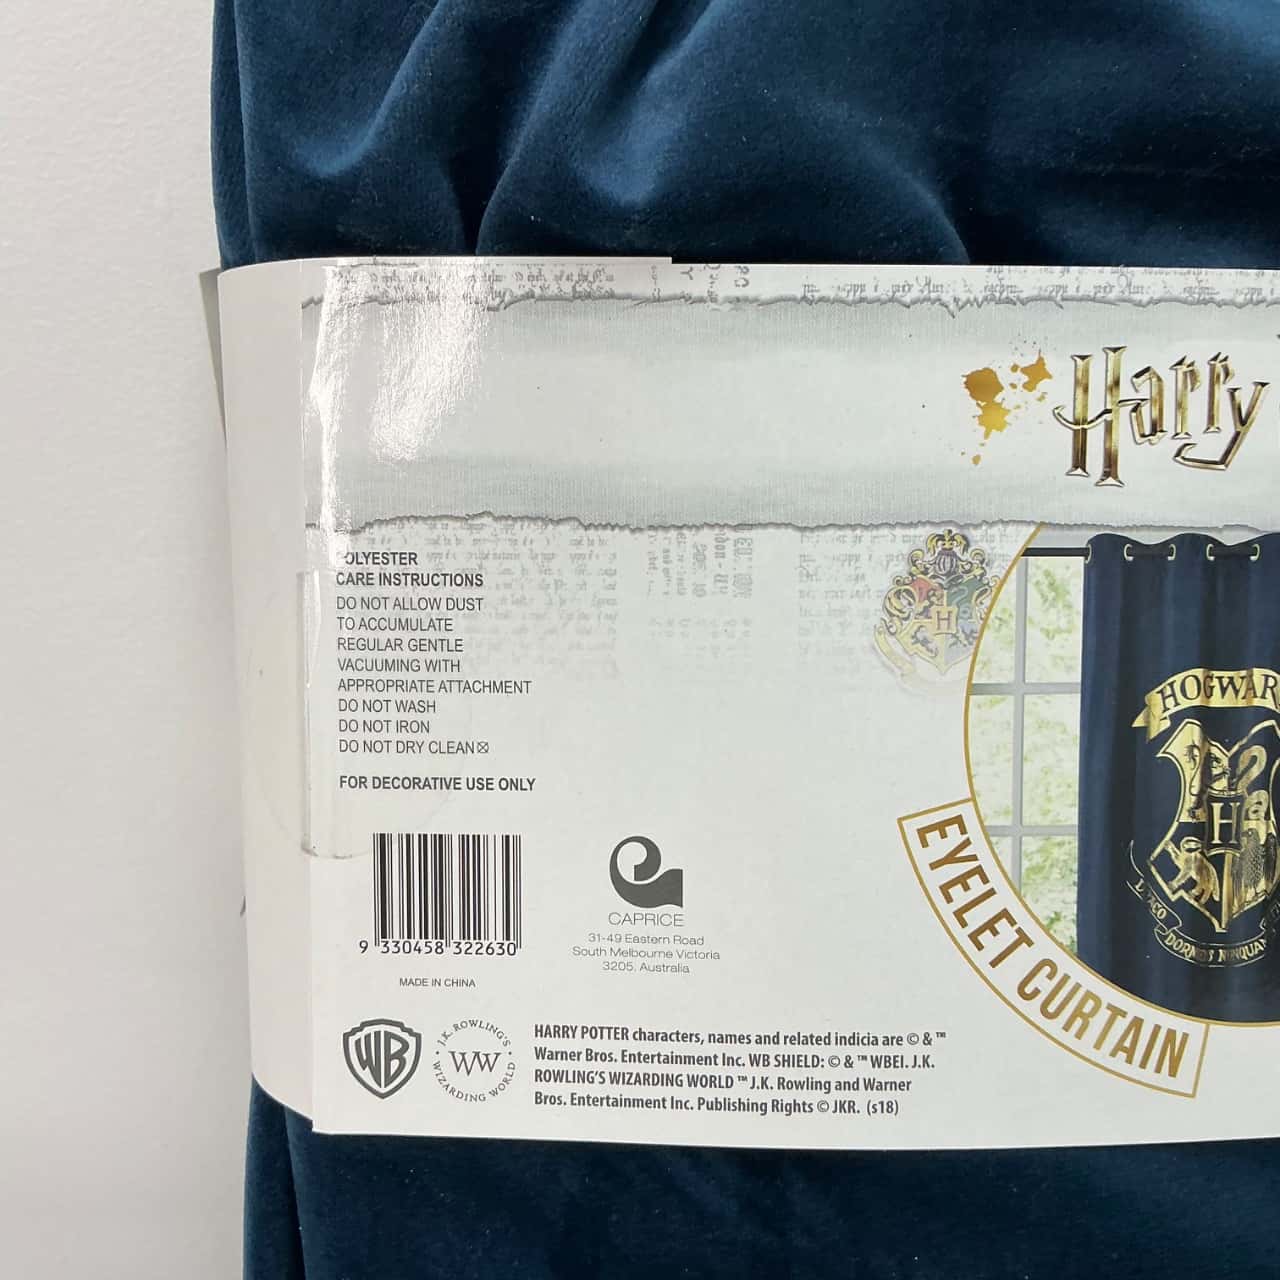 Harry
OLYESTER
CARE INSTRUCTIONS
DO NOT ALLOW DUST
TO ACCUMULATE
REGULAR GENTLE
VACUUMING WITH
APPROPRIATE ATTACHMENT
DO NOT WASH
DO NOT IRON
DO NOT DRY CLEAN
FOR DECORATIVE USE ONLY
H
HOGWAR
H
DORMIENS NUNQUA
EYELET CURTAIN
9 330458 322630
MADE IN CHINA
CAPRICE
31-49 Eastern Road
South Melbourne Victoria
3205. Australia
WB
J.K. ROWLING'S
WW
WIZARDING WORLD
HARRY POTTER characters, names and related indicia are © & ™
Warner Bros. Entertainment Inc. WB SHIELD: © & ™ WBEI. J.K.
ROWLING'S WIZARDING WORLD ™ J.K. Rowling and Warner
Bros. Entertainment Inc. Publishing Rights © JKR. (s18)